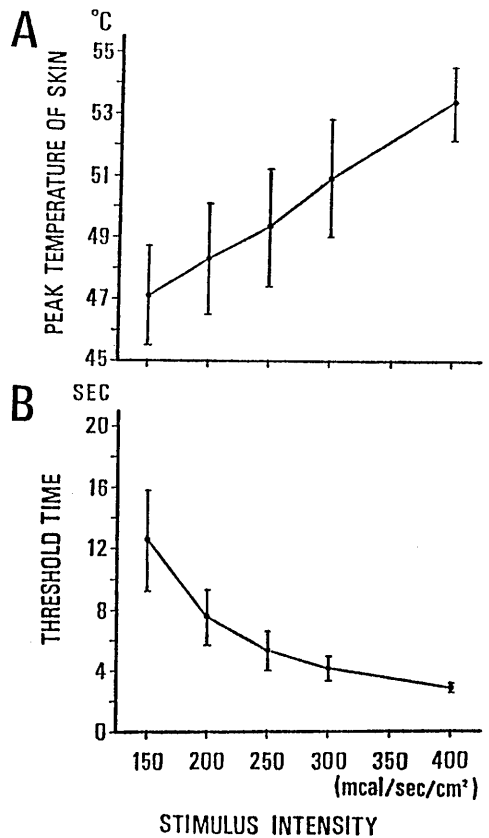 A
°C
PEAK TEMPERATURE OF SKIN
55
53
51
49
47
45
B
SEC
THRESHOLD TIME
20
16
12
8
4
0
150 200 250 300 350 400
(mcal/sec/cm²)
STIMULUS INTENSITY